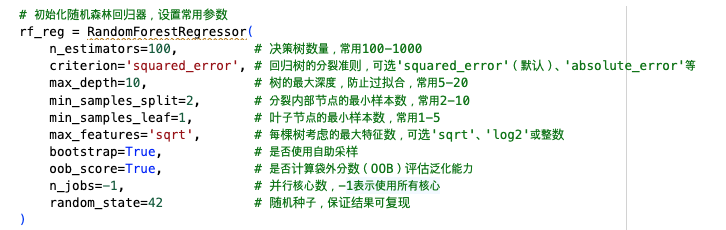 # 初始化随机森林回归器，设置常用参数
rf_reg = RandomForestRegressor(
    n_estimators=100,          # 决策树数量，常用100-1000
    criterion='squared_error', # 回归树的分裂准则，可选'squared_error'（默认）、'absolute_error'等
    max_depth=10,              # 树的最大深度，防止过拟合，常用5-20
    min_samples_split=2,       # 分裂内部节点的最小样本数，常用2-10
    min_samples_leaf=1,        # 叶子节点的最小样本数，常用1-5
    max_features='sqrt',       # 每棵树考虑的最大特征数，可选'sqrt'、'log2'或整数
    bootstrap=True,            # 是否使用自助采样
    oob_score=True,            # 是否计算袋外分数（OOB）评估泛化能力
    n_jobs=-1,                 # 并行核心数，-1表示使用所有核心
    random_state=42            # 随机种子，保证结果可复现
)